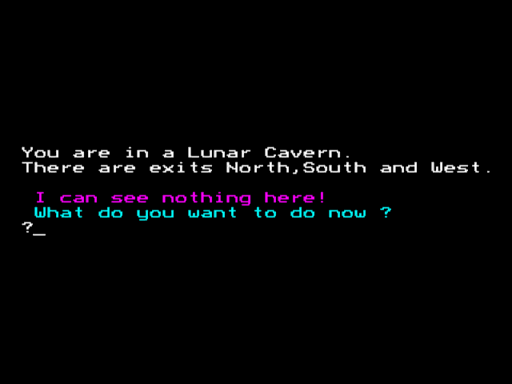 You are in a Lunar Cavern.
There are exits North,South and West.
I can see nothing here!
What do you want to do now ?
?_